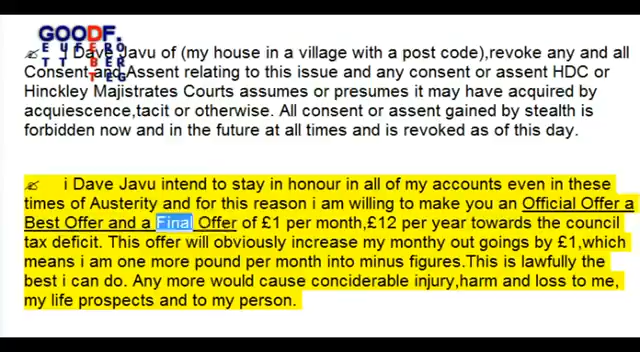 GOODF.
✍ i Dave Javu of (my house in a village with a post code),revoke any and all
Consent and Assent relating to this issue and any consent or assent HDC or
Hinckley Majistrates Courts assumes or presumes it may have acquired by
acquiescence,tacit or otherwise. All consent or assent gained by stealth is
forbidden now and in the future at all times and is revoked as of this day.
✍ i Dave Javu intend to stay in honour in all of my accounts even in these
times of Austerity and for this reason i am willing to make you an Official Offer a
Best Offer and a Final Offer of £1 per month,£12 per year towards the council
tax deficit. This offer will obviously increase my monthy out goings by £1,which
means i am one more pound per month into minus figures.This is lawfully the
best i can do. Any more would cause conciderable injury,harm and loss to me,
my life prospects and to my person.